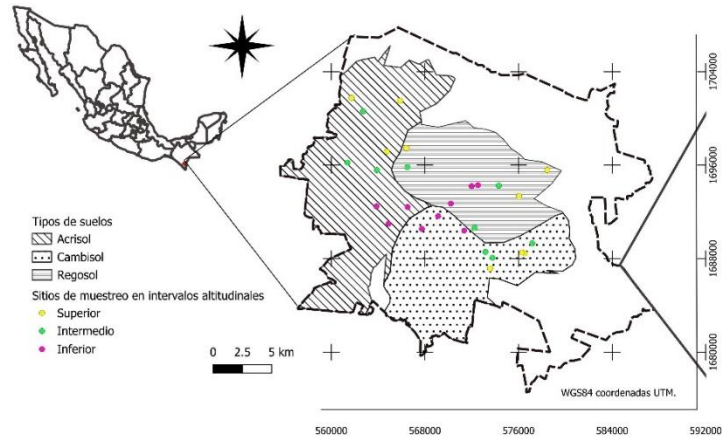 Tipos de suelos
Acrisol
Cambisol
Regosol
Sitios de muestreo en intervalos altitudinales
Superior
Intermedio
Inferior
0 2.5 5 km
WGS84 coordenadas UTM.
1704000
1696000
1688000
1680000
560000 568000 576000 584000 592000